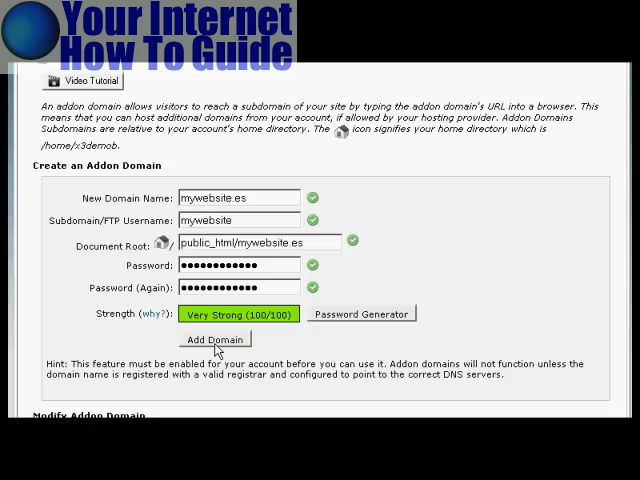 Your Internet
How To Guide
Video Tutorial
An addon domain allows visitors to reach a subdomain of your site by typing the addon domain's URL into a browser. This
means that you can host additional domains from your account, if allowed by your hosting provider. Addon Domains
Subdomains are relative to your account's home directory. The icon signifies your home directory which is
/home/x3demob.
Create an Addon Domain
New Domain Name: mywebsite.es
Subdomain/FTP Username: mywebsite
Document Root: / public_html/mywebsite.es
Password: ●●●●●●●●●●●●
Password (Again): ●●●●●●●●●●●●
Strength (why?): Very Strong (100/100) Password Generator
Add Domain
Hint: This feature must be enabled for your account before you can use it. Addon domains will not function unless the
domain name is registered with a valid registrar and configured to point to the correct DNS servers.
Modify Addon Domain